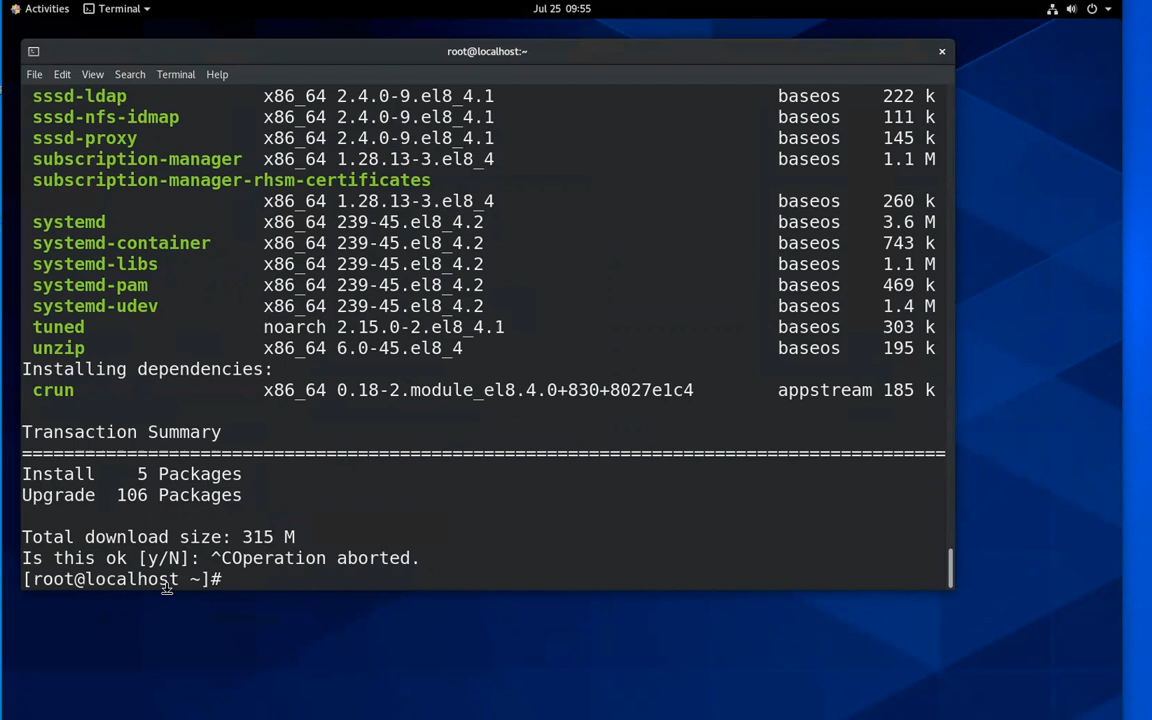 Activities Terminal Jul 25 09:55
root@localhost:~
File Edit View Search Terminal Help
sssd-ldap x86_64 2.4.0-9.el8_4.1 baseos 222 k
sssd-nfs-idmap x86_64 2.4.0-9.el8_4.1 baseos 111 k
sssd-proxy x86_64 2.4.0-9.el8_4.1 baseos 145 k
subscription-manager x86_64 1.28.13-3.el8_4 baseos 1.1 M
subscription-manager-rhsm-certificates
x86_64 1.28.13-3.el8_4 baseos 260 k
systemd x86_64 239-45.el8_4.2 baseos 3.6 M
systemd-container x86_64 239-45.el8_4.2 baseos 743 k
systemd-libs x86_64 239-45.el8_4.2 baseos 1.1 M
systemd-pam x86_64 239-45.el8_4.2 baseos 469 k
systemd-udev x86_64 239-45.el8_4.2 baseos 1.4 M
tuned noarch 2.15.0-2.el8_4.1 baseos 303 k
unzip x86_64 6.0-45.el8_4 baseos 195 k
Installing dependencies:
crun x86_64 0.18-2.module_el8.4.0+830+8027e1c4 appstream 185 k
Transaction Summary
========================================================================================
Install 5 Packages
Upgrade 106 Packages
Total download size: 315 M
Is this ok [y/N]: ^COperation aborted.
[root@localhost ~]#